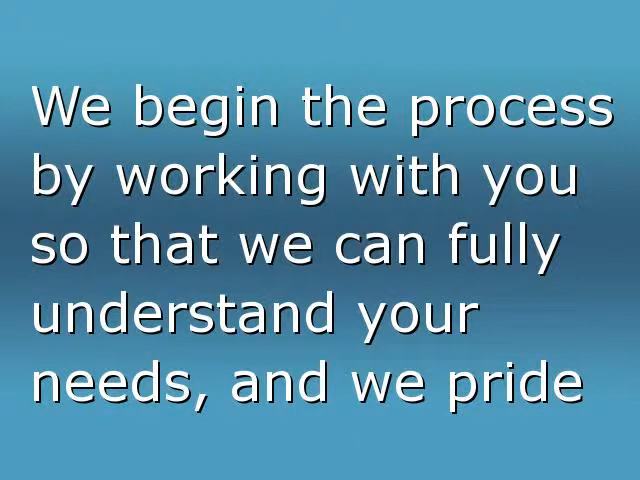 We begin the process
by working with you
so that we can fully
understand your
needs, and we pride